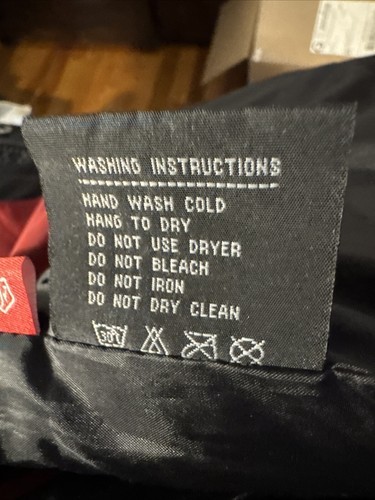 WASHING INSTRUCTIONS
HAND WASH COLD
HANG TO DRY
DO NOT USE DRYER
DO NOT BLEACH
DO NOT IRON
DO NOT DRY CLEAN
30